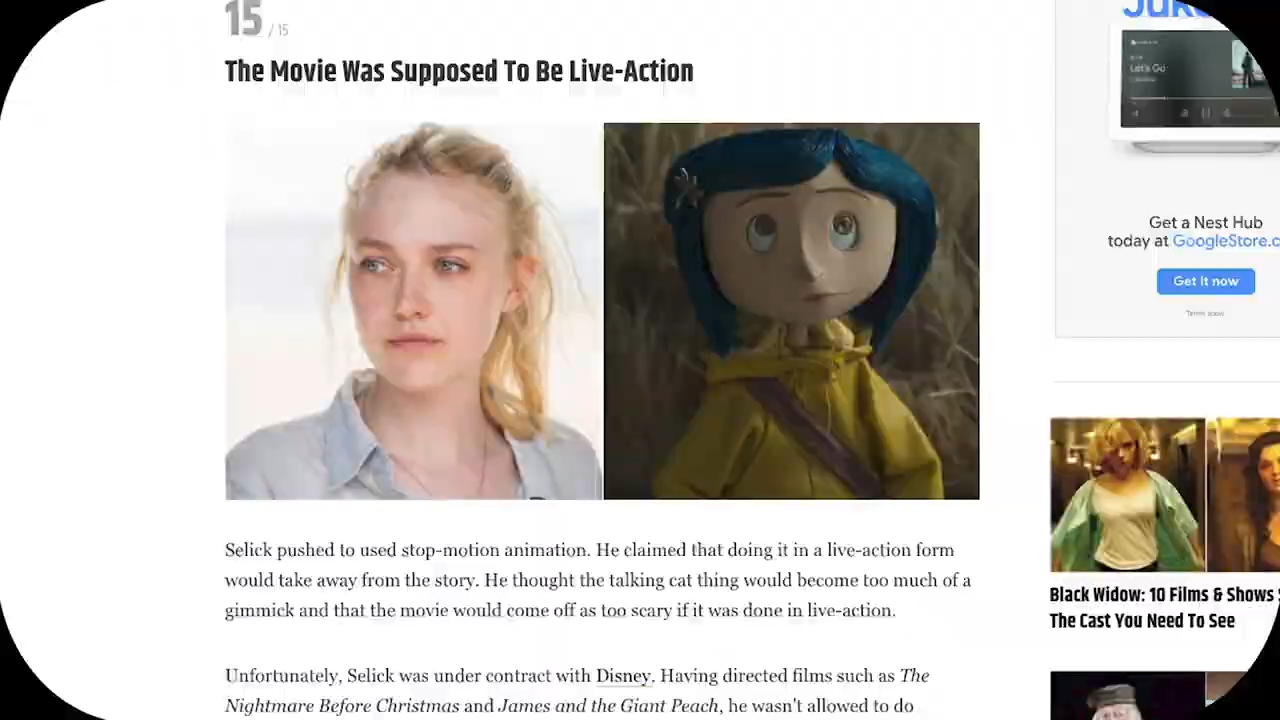 15 / 15
The Movie Was Supposed To Be Live-Action
Let's Go
Get a Nest Hub
today at GoogleStore.c
Get it now
Selick pushed to used stop-motion animation. He claimed that doing it in a live-action form
would take away from the story. He thought the talking cat thing would become too much of a
gimmick and that the movie would come off as too scary if it was done in live-action.
Black Widow: 10 Films & Shows
The Cast You Need To See
Unfortunately, Selick was under contract with Disney. Having directed films such as The
Nightmare Before Christmas and James and the Giant Peach, he wasn't allowed to do